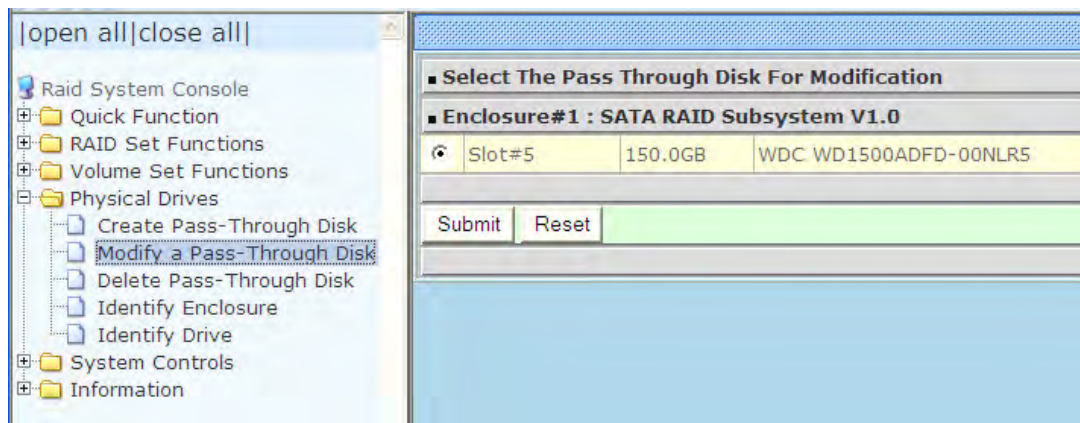 |open all|close all|
Raid System Console
Quick Function
RAID Set Functions
Volume Set Functions
Physical Drives
Create Pass-Through Disk
Modify a Pass-Through Disk
Delete Pass-Through Disk
Identify Enclosure
Identify Drive
System Controls
Information
Select The Pass Through Disk For Modification
Enclosure#1 : SATA RAID Subsystem V1.0
Slot#5 150.0GB WDC WD1500ADFD-00NLR5
Submit Reset